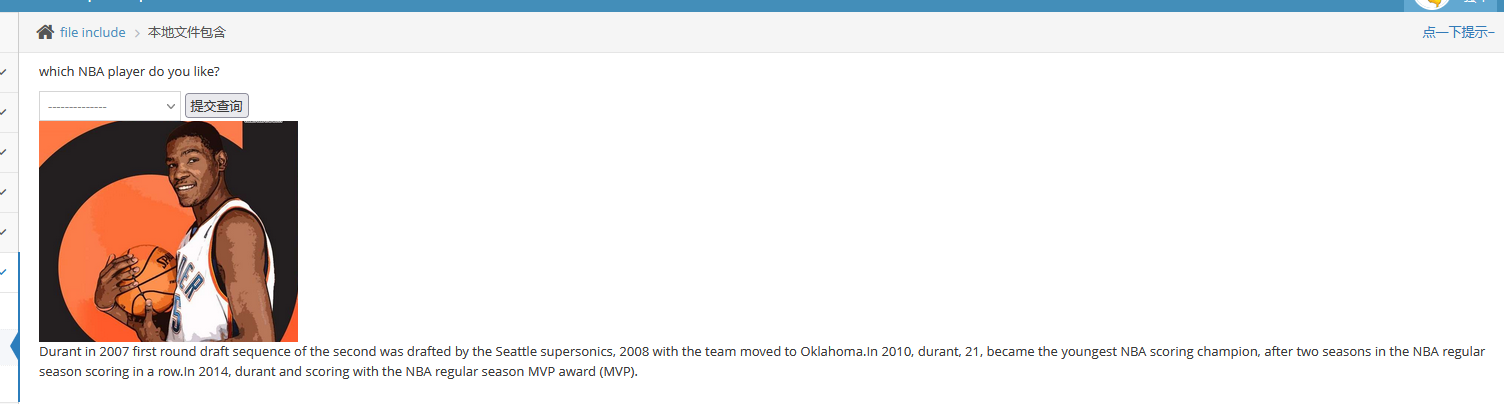 file include > 本地文件包含
点一下提示~
which NBA player do you like?
--------------
提交查询
Durant in 2007 first round draft sequence of the second was drafted by the Seattle supersonics, 2008 with the team moved to Oklahoma.In 2010, durant, 21, became the youngest NBA scoring champion, after two seasons in the NBA regular
season scoring in a row.In 2014, durant and scoring with the NBA regular season MVP award (MVP).